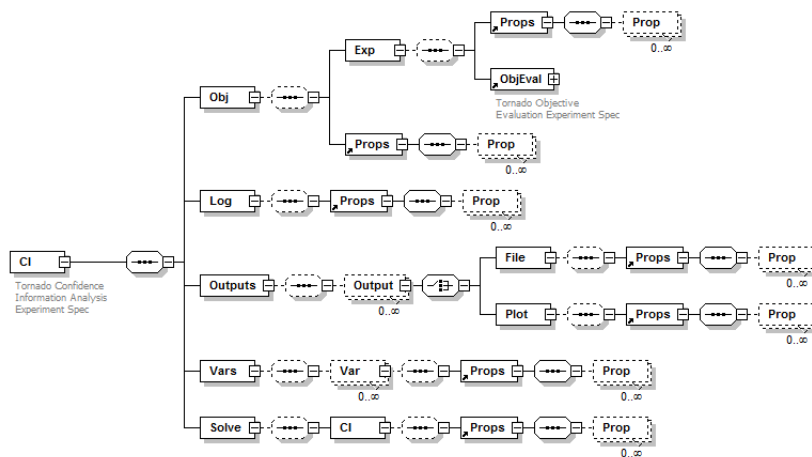 Props
Prop
0..∞
Exp
ObjEval
Tornado Objective
Evaluation Experiment Spec
Obj
Props
Prop
0..∞
Log
Props
Prop
0..∞
CI
Tornado Confidence
Information Analysis
Experiment Spec
Outputs
Output
0..∞
File
Props
Prop
0..∞
Plot
Props
Prop
0..∞
Vars
Var
0..∞
Props
Prop
0..∞
Solve
CI
Props
Prop
0..∞